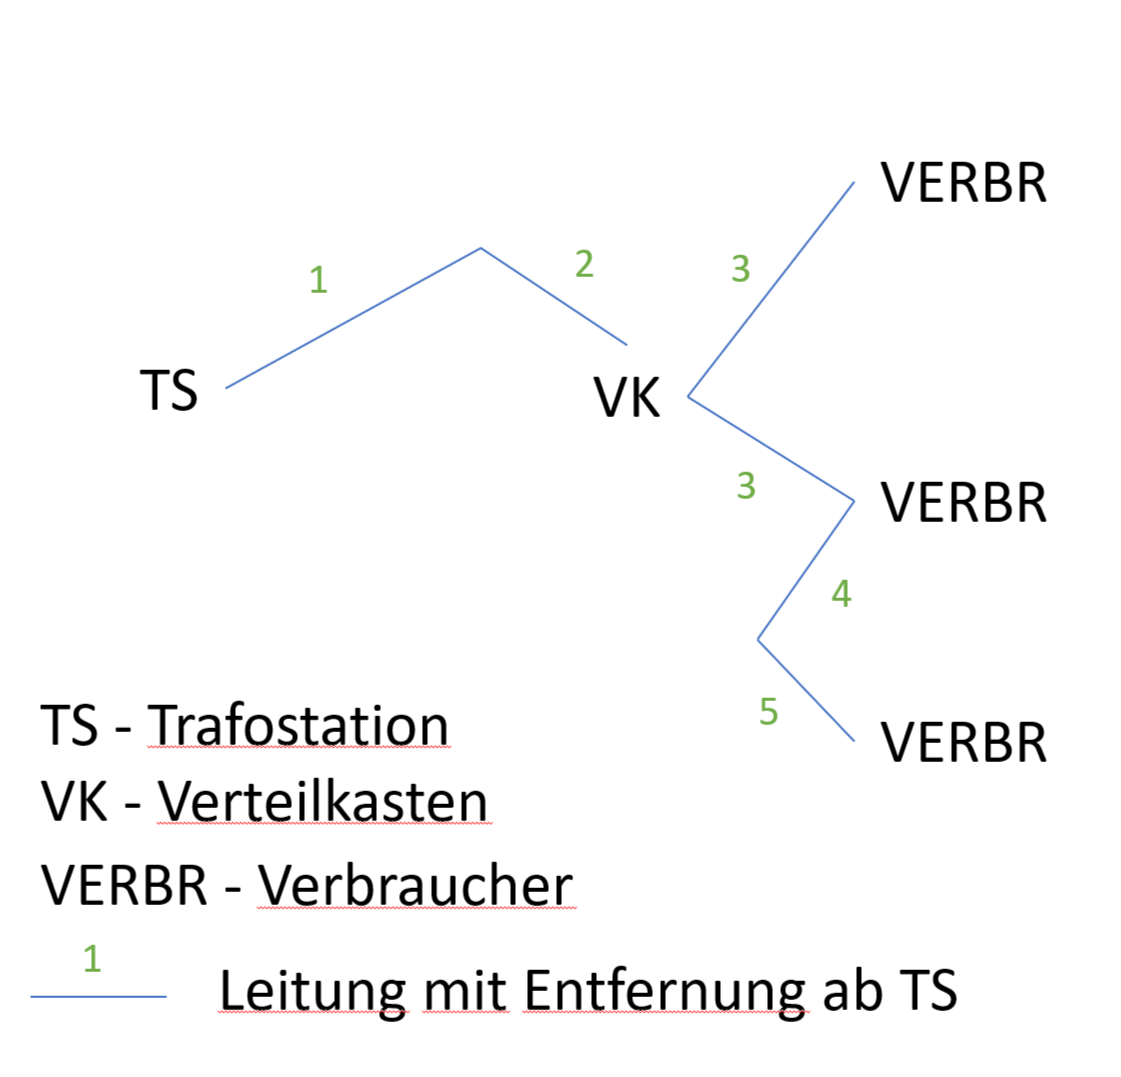 VERBR
1
2
3
TS
VK
3
VERBR
4
5
VERBR
TS - Trafostation
VK - Verteilkasten
VERBR - Verbraucher
1
Leitung mit Entfernung ab TS